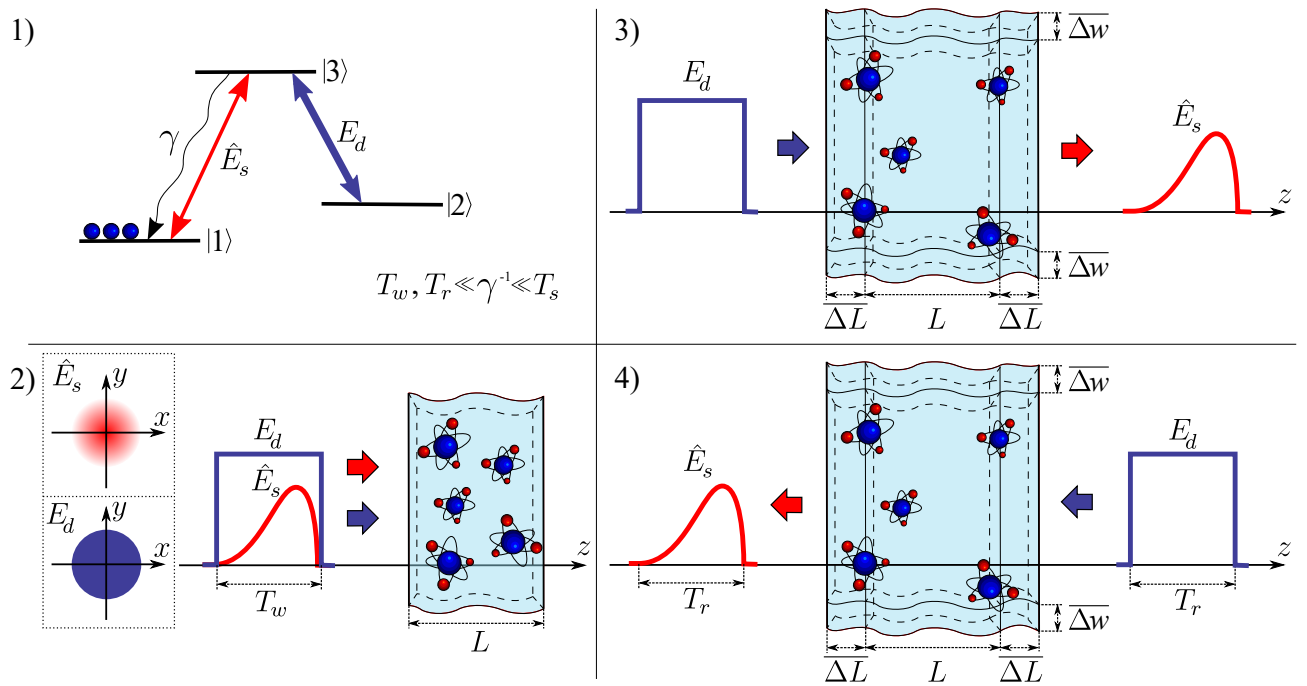 1)
|3⟩
γ
Ê_s
E_d
|2⟩
|1⟩
T_w, T_r ≪ γ⁻¹ ≪ T_s
2)
Ê_s
y
x
E_d
y
x
E_d
Ê_s
z
T_w
L
3)
E_d
Δw
Ê_s
z
Δw
ΔL
L
ΔL
4)
Δw
Ê_s
E_d
z
T_r
Δw
T_r
ΔL
L
ΔL